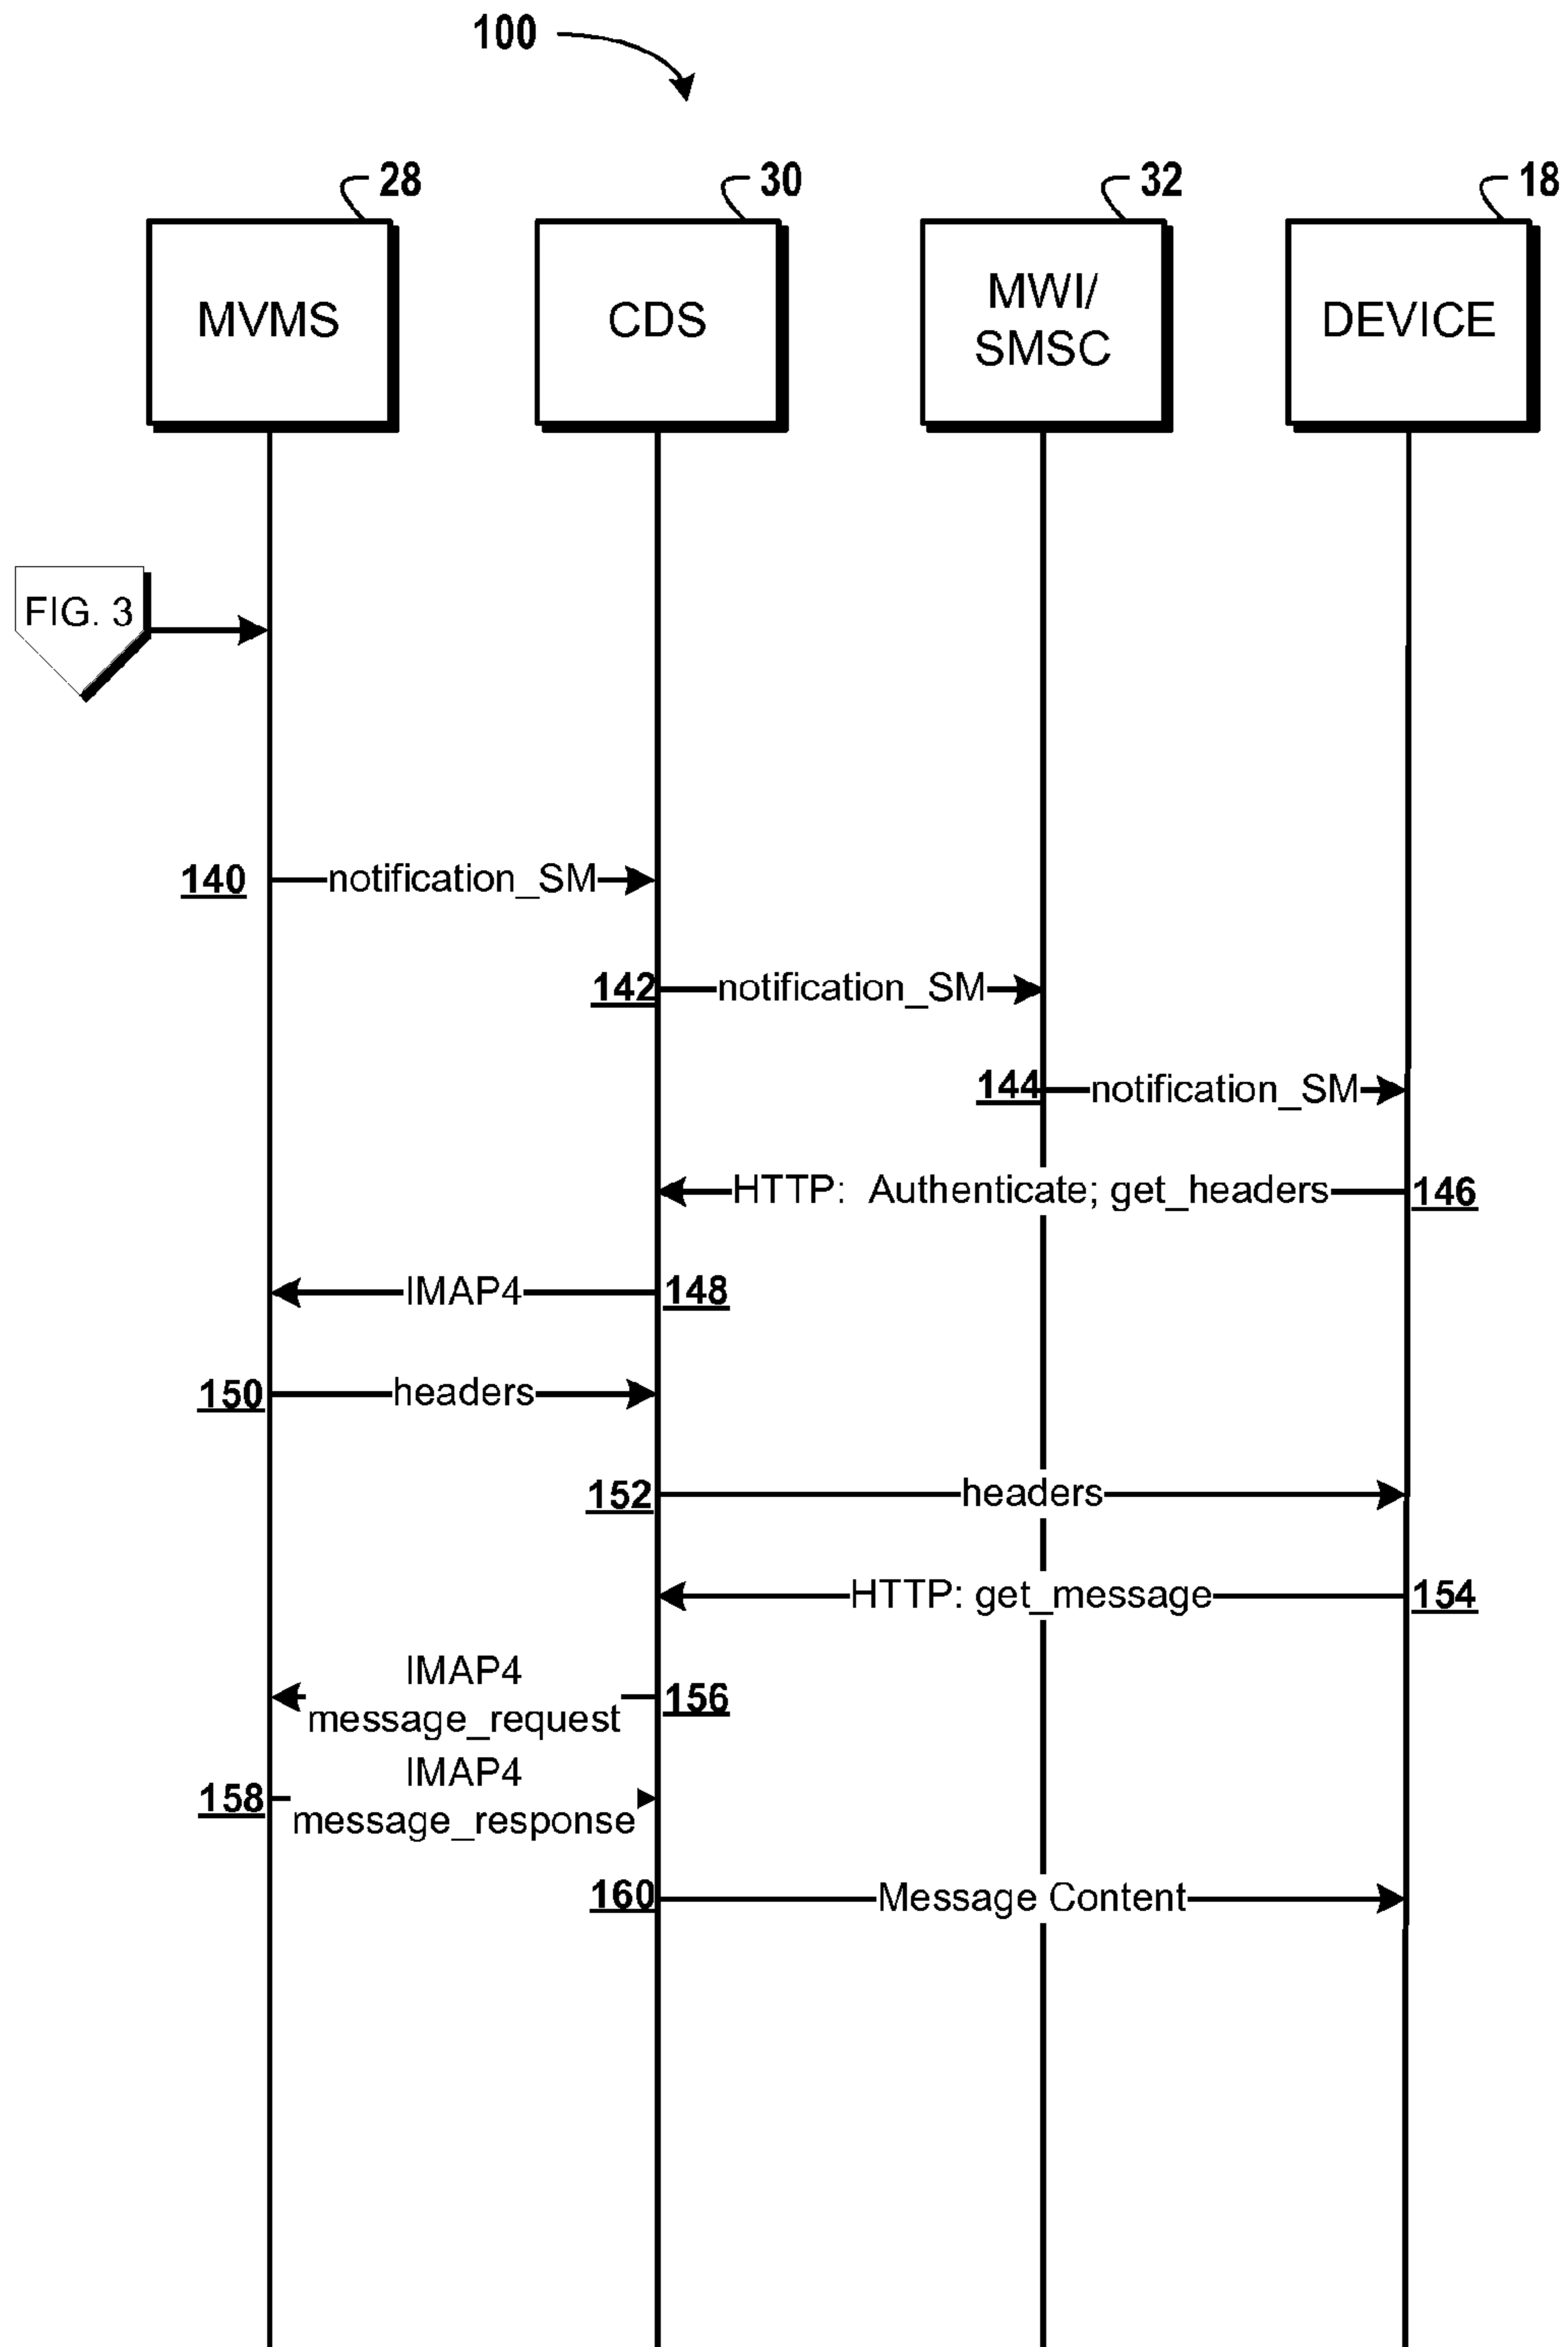 100
28
30
32
18
MVMS
CDS
MWI/
SMSC
DEVICE
FIG. 3
140
notification_SM
142
notification_SM
144
notification_SM
HTTP:  Authenticate; get_headers
146
IMAP4
148
150
headers
152
headers
HTTP: get_message
154
IMAP4
message_request
156
158
IMAP4
message_response
160
Message Content